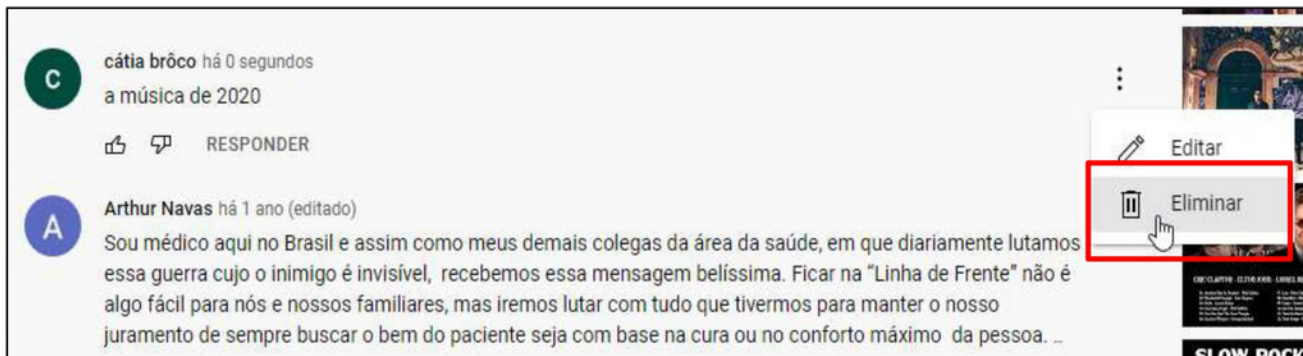 C
cátia brôco há 0 segundos
a música de 2020
RESPONDER
Editar
Eliminar
A
Arthur Navas há 1 ano (editado)
Sou médico aqui no Brasil e assim como meus demais colegas da área da saúde, em que diariamente lutamos
essa guerra cujo o inimigo é invisível, recebemos essa mensagem belíssima. Ficar na “Linha de Frente” não é
algo fácil para nós e nossos familiares, mas iremos lutar com tudo que tivermos para manter o nosso
juramento de sempre buscar o bem do paciente seja com base na cura ou no conforto máximo da pessoa. ...
SLOW ROCK